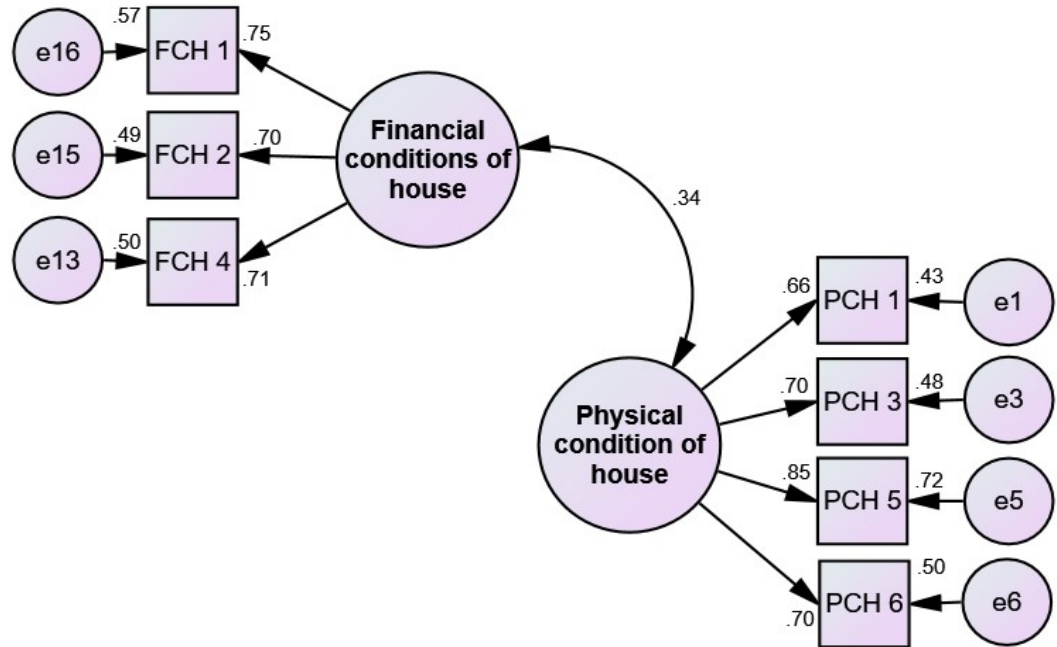 .57
e16
FCH 1
.75
.49
e15
FCH 2
.70
.50
e13
FCH 4
.71
Financial
conditions of
house
.34
Physical
condition of
house
.66
PCH 1
.43
e1
.70
PCH 3
.48
e3
.85
PCH 5
.72
e5
.70
PCH 6
.50
e6